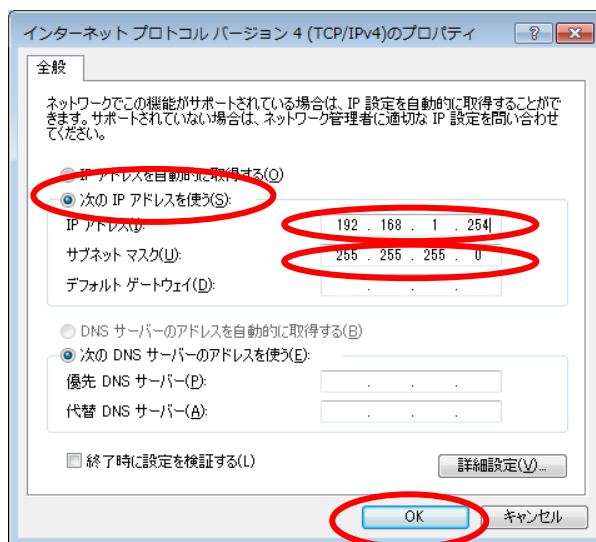 インターネット プロトコル バージョン 4 (TCP/IPv4)のプロパティ
全般
ネットワークでこの機能がサポートされている場合は、IP 設定を自動的に取得することがで
きます。サポートされていない場合は、ネットワーク管理者に適切な IP 設定を問い合わせ
てください。
IP アドレスを自動的に取得する(O)
次の IP アドレスを使う(S):
IP アドレス(I):
192 . 168 . 1 . 254
サブネット マスク(U):
255 . 255 . 255 . 0
デフォルト ゲートウェイ(D):
. . .
DNS サーバーのアドレスを自動的に取得する(B)
次の DNS サーバーのアドレスを使う(E):
優先 DNS サーバー(P):
. . .
代替 DNS サーバー(A):
. . .
終了時に設定を検証する(L)
詳細設定(V)...
OK
キャンセル